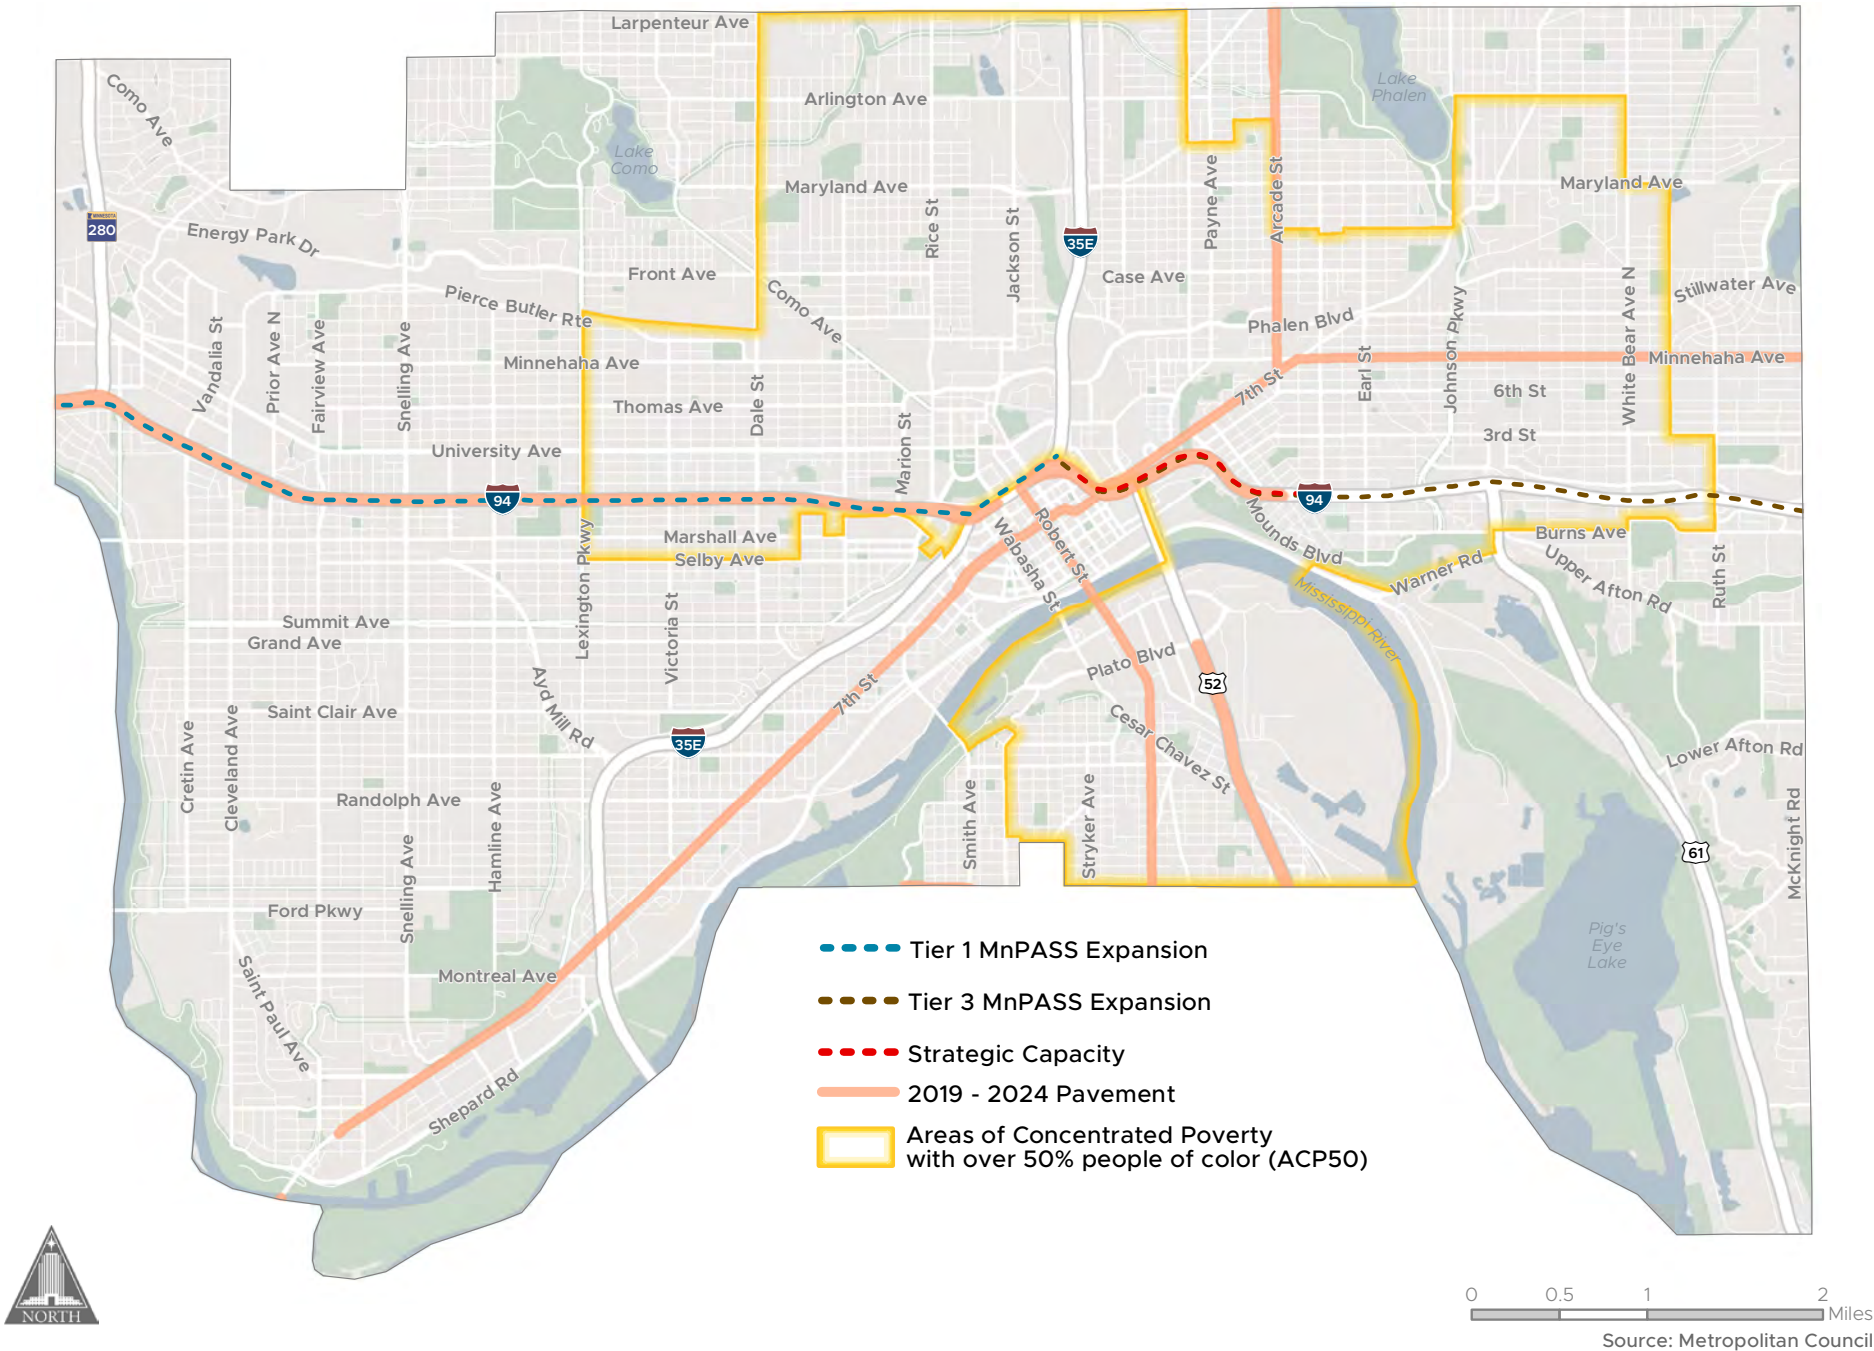 Larpenteur Ave
Como Ave
Arlington Ave
Lake
Phalen
Lake
Como
Maryland Ave
Maryland Ave
Payne Ave
Arcade St
Rice St
Jackson St
MINNESOTA
280
Energy Park Dr
35E
Front Ave
Case Ave
Como Ave
Stillwater Ave
Pierce Butler Rte
Phalen Blvd
Johnson Pkwy
White Bear Ave N
Vandalia St
Prior Ave N
Fairview Ave
Snelling Ave
Minnehaha Ave
Minnehaha Ave
Earl St
7th St
6th St
Thomas Ave
Dale St
Marion St
3rd St
University Ave
94
94
Lexington Pkwy
Marshall Ave
Selby Ave
Wabasha St
Robert St
Mounds Blvd
Burns Ave
Warner Rd
Upper Afton Rd
Ruth St
Mississippi River
Summit Ave
Grand Ave
Victoria St
Plato Blvd
52
7th St
Ayd Mill Rd
Saint Clair Ave
Cretin Ave
Cleveland Ave
35E
Cesar Chavez St
Lower Afton Rd
Randolph Ave
Hamline Ave
Smith Ave
Stryker Ave
McKnight Rd
61
Snelling Ave
Ford Pkwy
Pig's
Eye
Lake
Montreal Ave
Saint Paul Ave
Shepard Rd
Tier 1 MnPASS Expansion
Tier 3 MnPASS Expansion
Strategic Capacity
2019 - 2024 Pavement
Areas of Concentrated Poverty
with over 50% people of color (ACP50)
NORTH
0 0.5 1 2
Miles
Source: Metropolitan Council